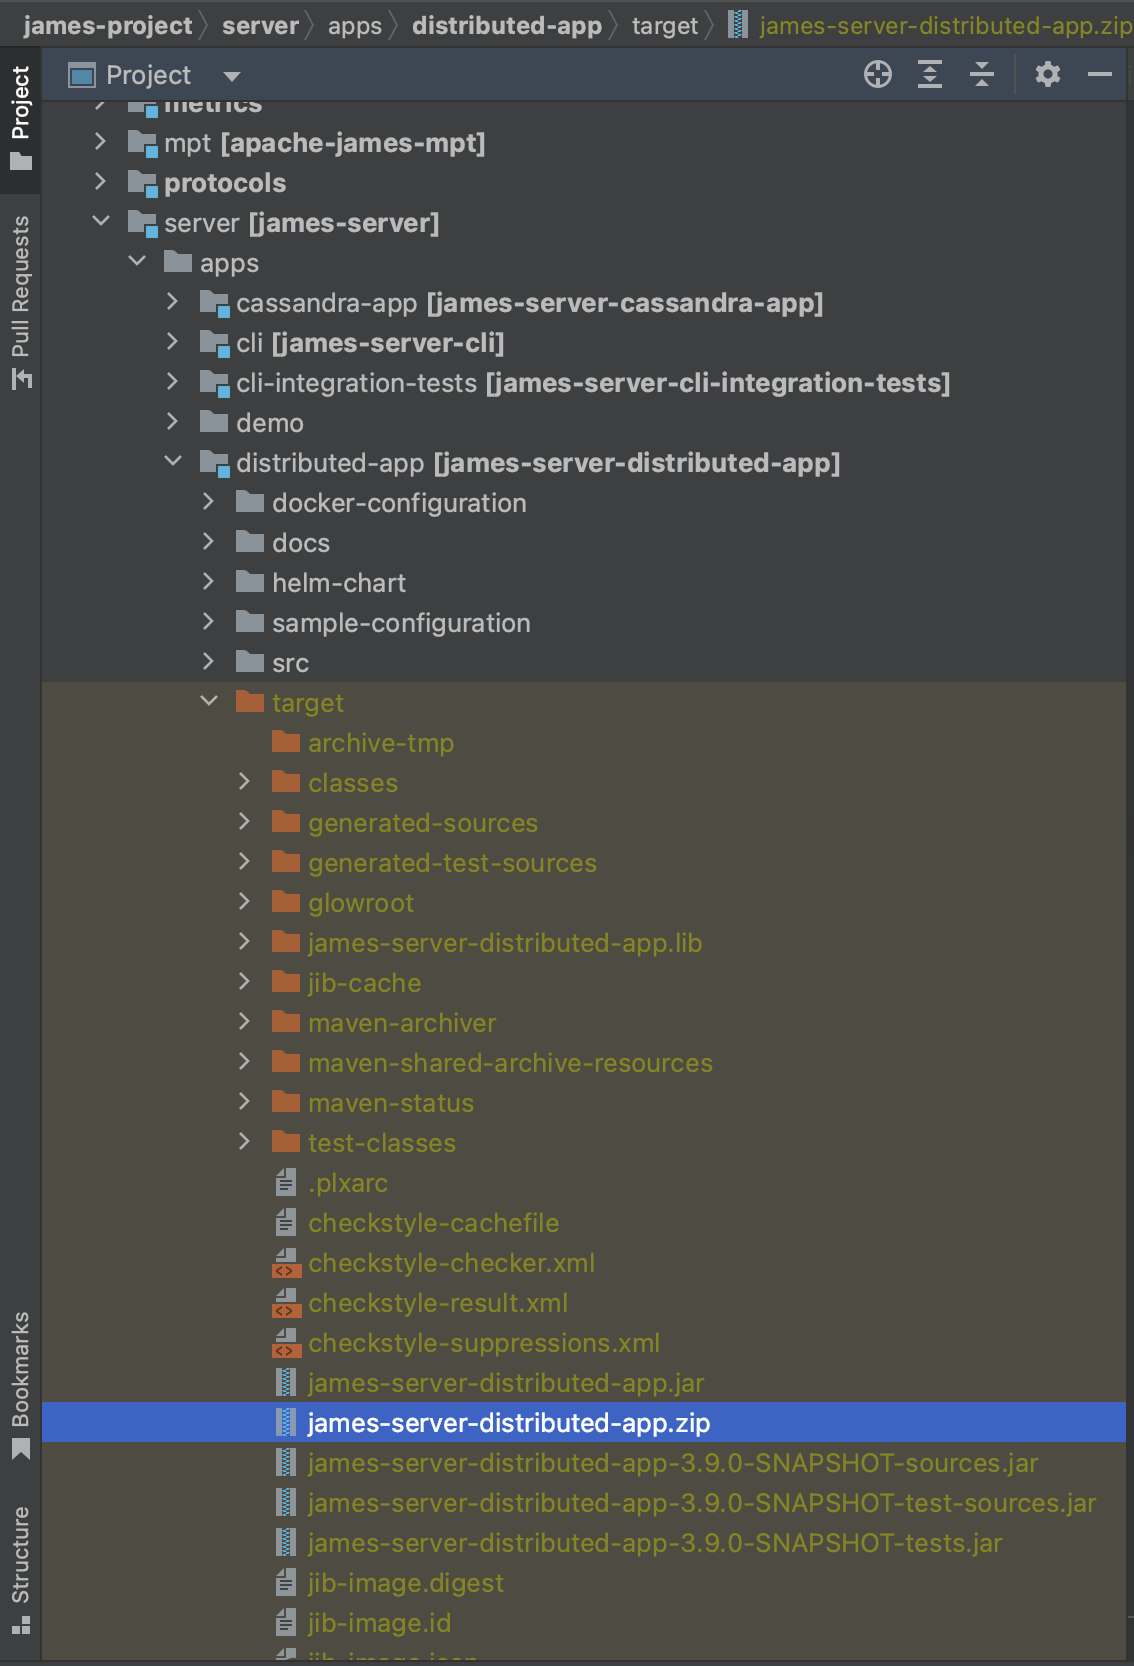 james-project server apps distributed-app target james-server-distributed-app.zip
Project
Project
Pull Requests
Bookmarks
Structure
metrics
mpt [apache-james-mpt]
protocols
server [james-server]
apps
cassandra-app [james-server-cassandra-app]
cli [james-server-cli]
cli-integration-tests [james-server-cli-integration-tests]
demo
distributed-app [james-server-distributed-app]
docker-configuration
docs
helm-chart
sample-configuration
src
target
archive-tmp
classes
generated-sources
generated-test-sources
glowroot
james-server-distributed-app.lib
jib-cache
maven-archiver
maven-shared-archive-resources
maven-status
test-classes
.plxarc
checkstyle-cachefile
checkstyle-checker.xml
checkstyle-result.xml
checkstyle-suppressions.xml
james-server-distributed-app.jar
james-server-distributed-app.zip
james-server-distributed-app-3.9.0-SNAPSHOT-sources.jar
james-server-distributed-app-3.9.0-SNAPSHOT-test-sources.jar
james-server-distributed-app-3.9.0-SNAPSHOT-tests.jar
jib-image.digest
jib-image.id
jib-image.json